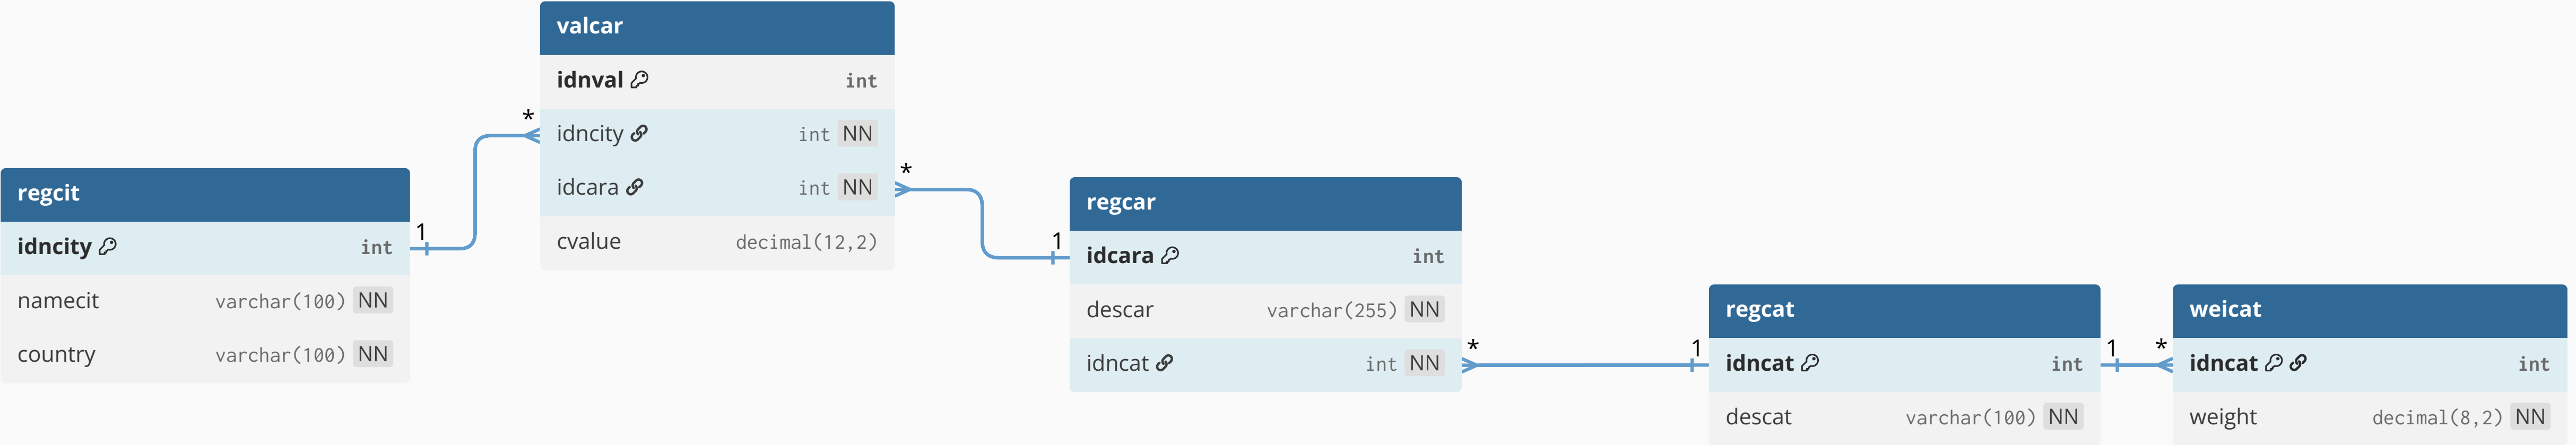 valcar
idnval int
* idncity int NN
idcara int NN *
cvalue decimal(12,2)
regcit
idncity int 1
namecit varchar(100) NN
country varchar(100) NN
regcar
1 idcara int
descar varchar(255) NN
idncat int NN *
regcat
1 idncat int 1
descat varchar(100) NN
weicat
* idncat int
weight decimal(8,2) NN